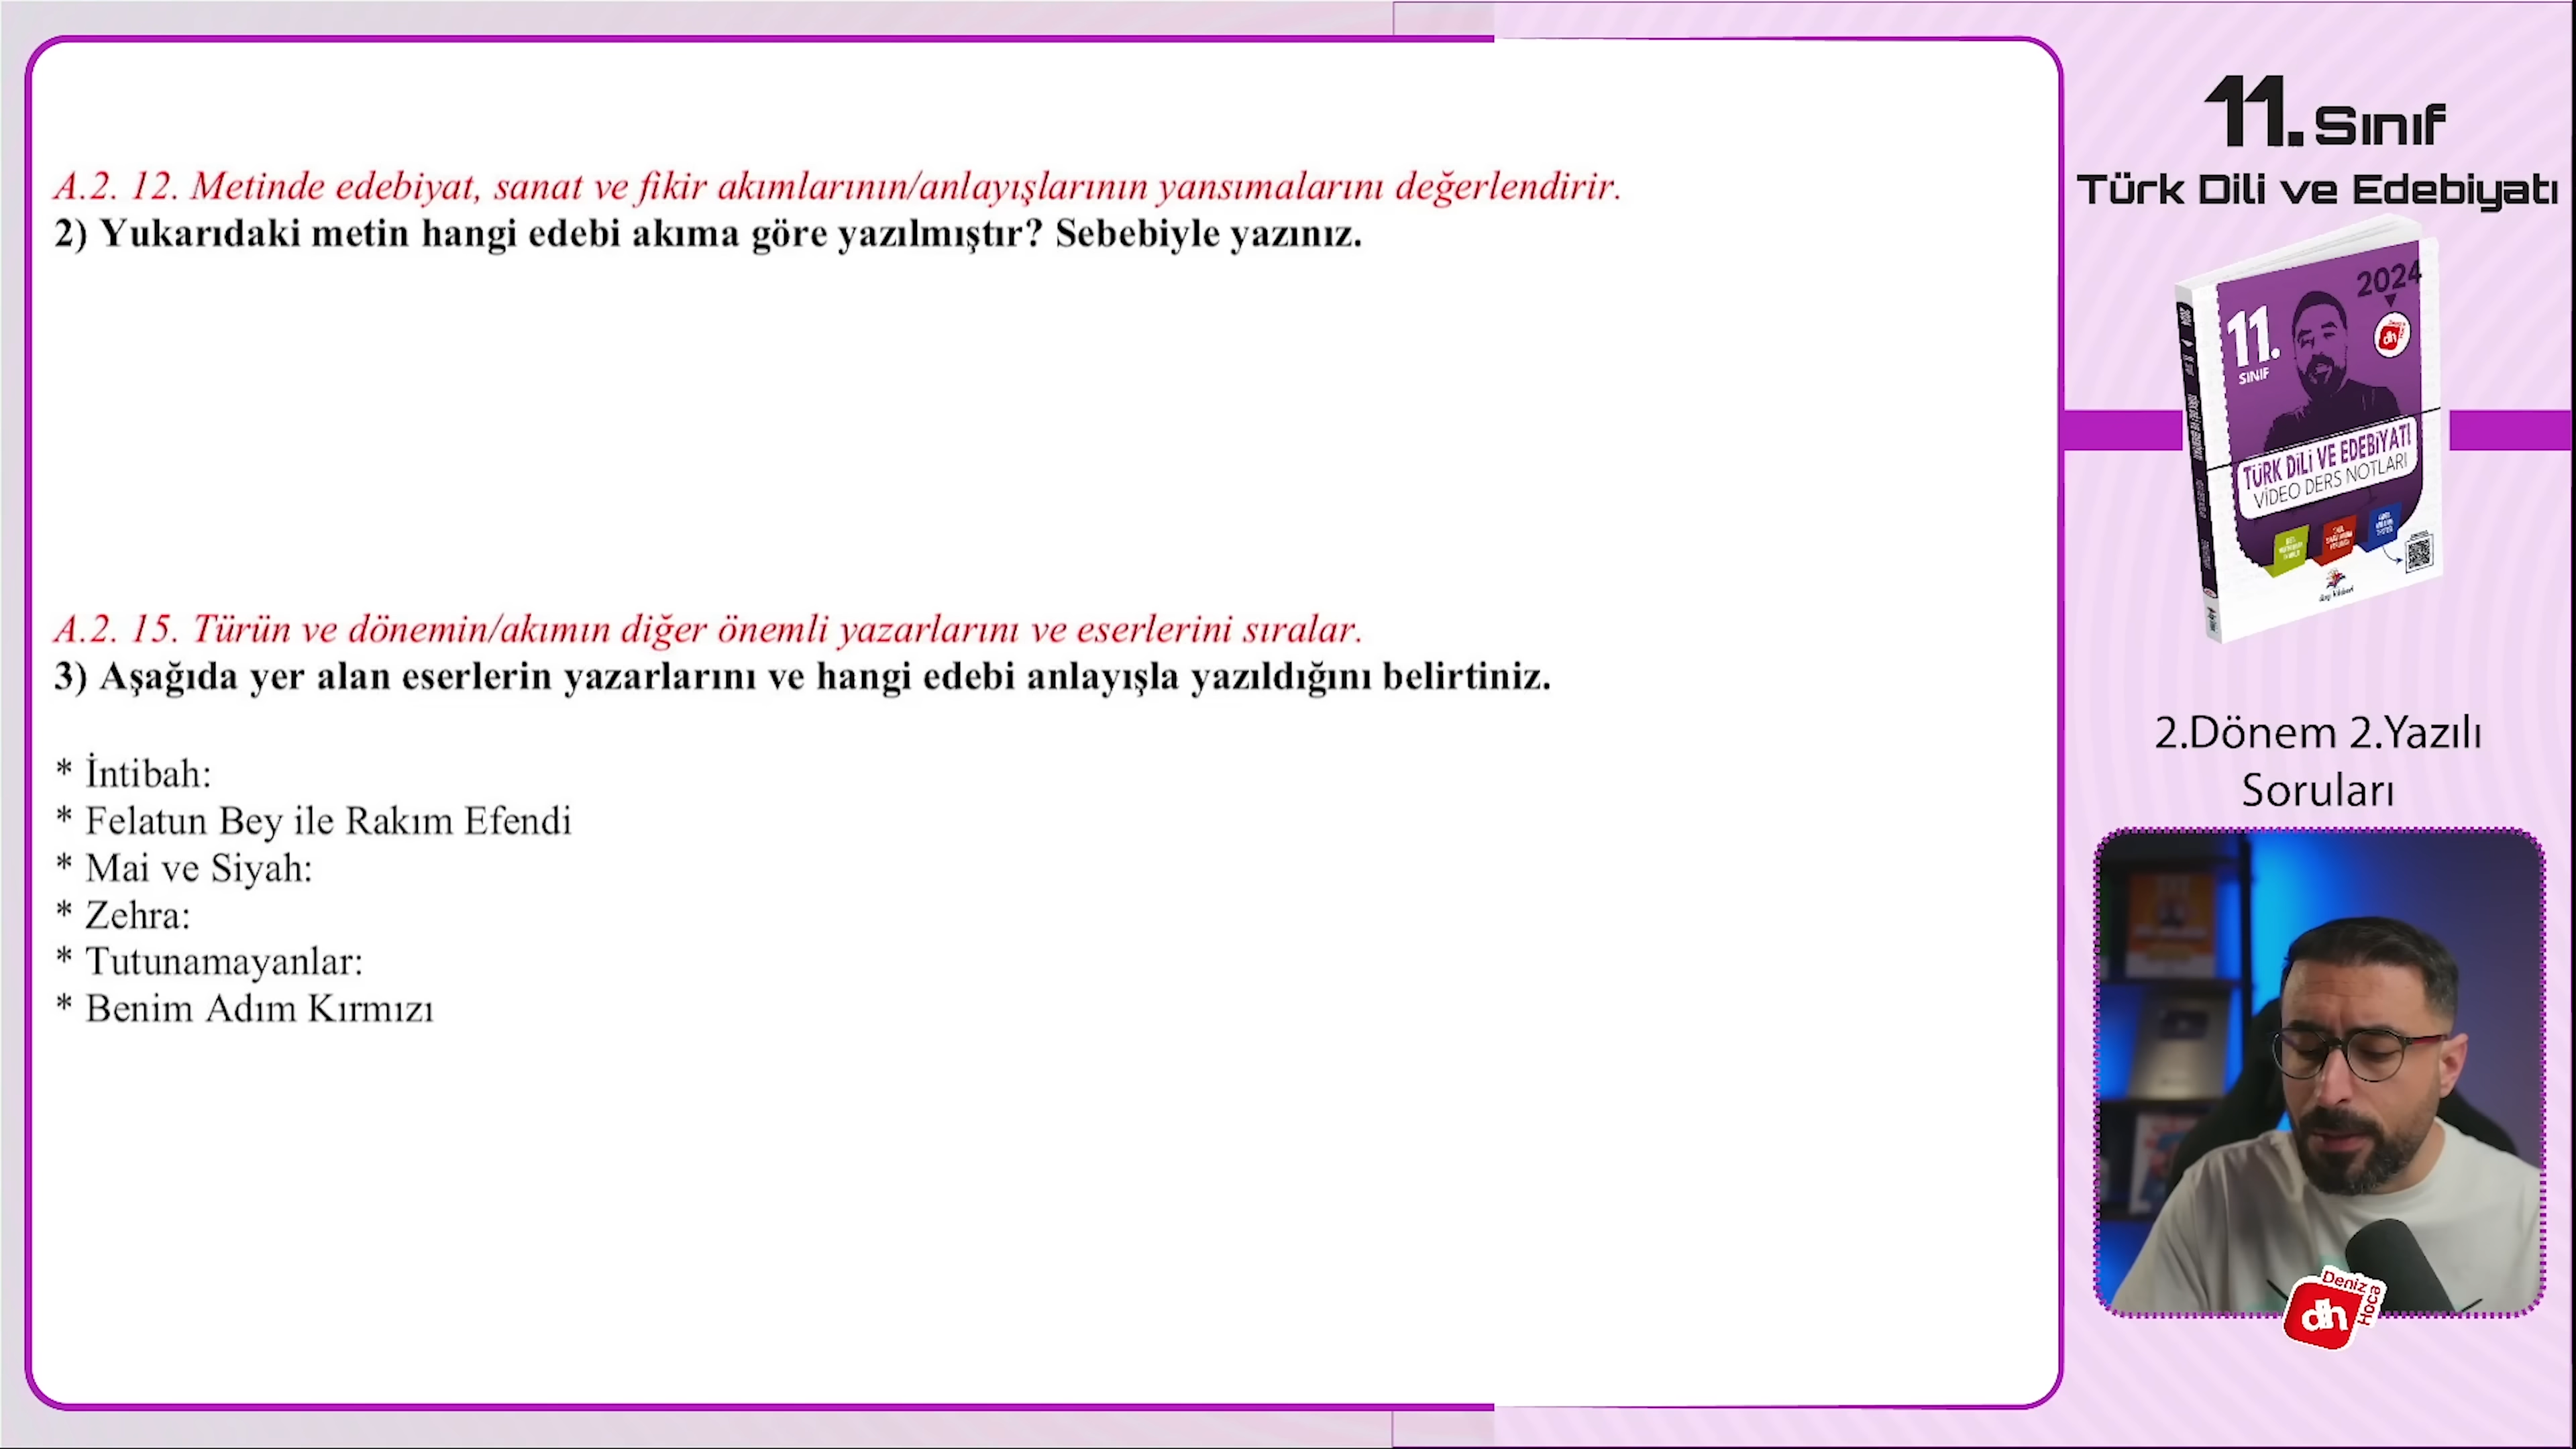 A.2. 12. Metinde edebiyat, sanat ve fikir akımlarının/anlayışlarının yansımalarını değerlendirir.
2) Yukarıdaki metin hangi edebi akıma göre yazılmıştır? Sebebiyle yazınız.
A.2. 15. Türün ve dönemin/akımın diğer önemli yazarlarını ve eserlerini sıralar.
3) Aşağıda yer alan eserlerin yazarlarını ve hangi edebi anlayışla yazıldığını belirtiniz.
* İntibah:
* Felatun Bey ile Rakım Efendi
* Mai ve Siyah:
* Zehra:
* Tutunamayanlar:
* Benim Adım Kırmızı
11. Sınıf
Türk Dili ve Edebiyatı
2024
11.
SINIF
TÜRK DİLİ VE EDEBİYATI
VİDEO DERS NOTLARI
2.Dönem 2.Yazılı
Soruları
Deniz
Hoca
dh